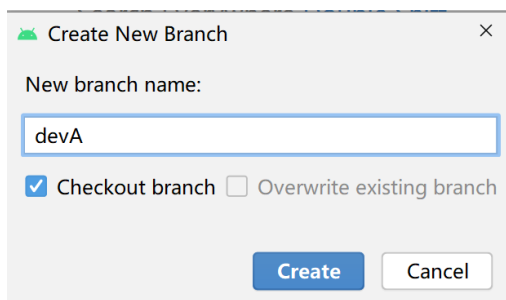 Create New Branch
New branch name:
devA
Checkout branch Overwrite existing branch
Create Cancel